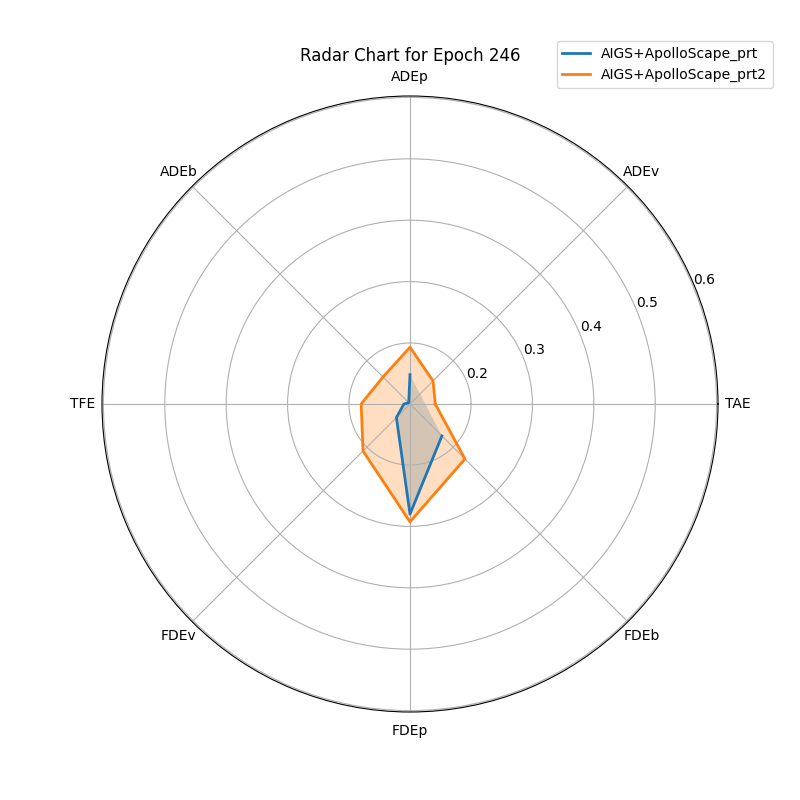 Radar Chart for Epoch 246
AIGS+ApolloScape_prt
AIGS+ApolloScape_prt2
ADEp
ADEb
ADEv
0.6
0.5
0.4
0.3
0.2
TFE
TAE
FDEv
FDEb
FDEp